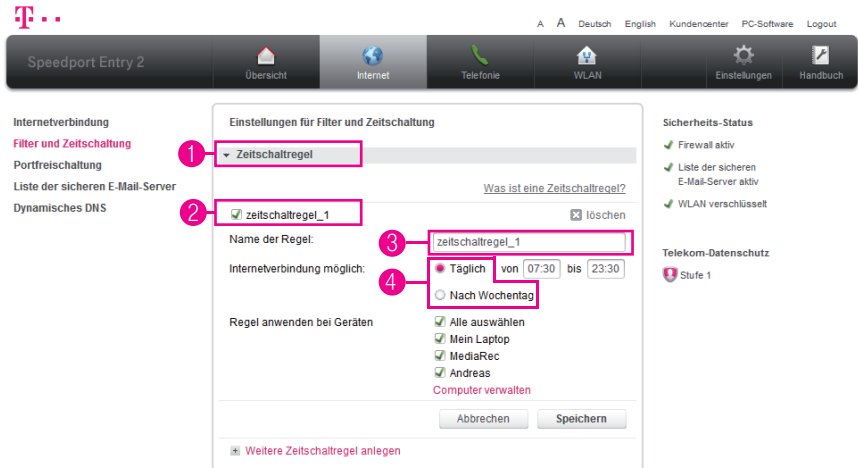 T
A A Deutsch English Kundencenter PC-Software Logout
Speedport Entry 2
Übersicht Internet Telefonie WLAN Einstellungen Handbuch
Internetverbindung
Filter und Zeitschaltung
Portfreischaltung
Liste der sicheren E-Mail-Server
Dynamisches DNS
Einstellungen für Filter und Zeitschaltung
1 Zeitschaltregel
Was ist eine Zeitschaltregel?
2 zeitschaltregel_1 löschen
Name der Regel: 3 zeitschaltregel_1
Internetverbindung möglich: 4 Täglich von 07:30 bis 23:30
Nach Wochentag
Regel anwenden bei Geräten Alle auswählen
Mein Laptop
MediaRec
Andreas
Computer verwalten
Abbrechen Speichern
Weitere Zeitschaltregel anlegen
Sicherheits-Status
Firewall aktiv
Liste der sicheren
E-Mail-Server aktiv
WLAN verschlüsselt
Telekom-Datenschutz
Stufe 1